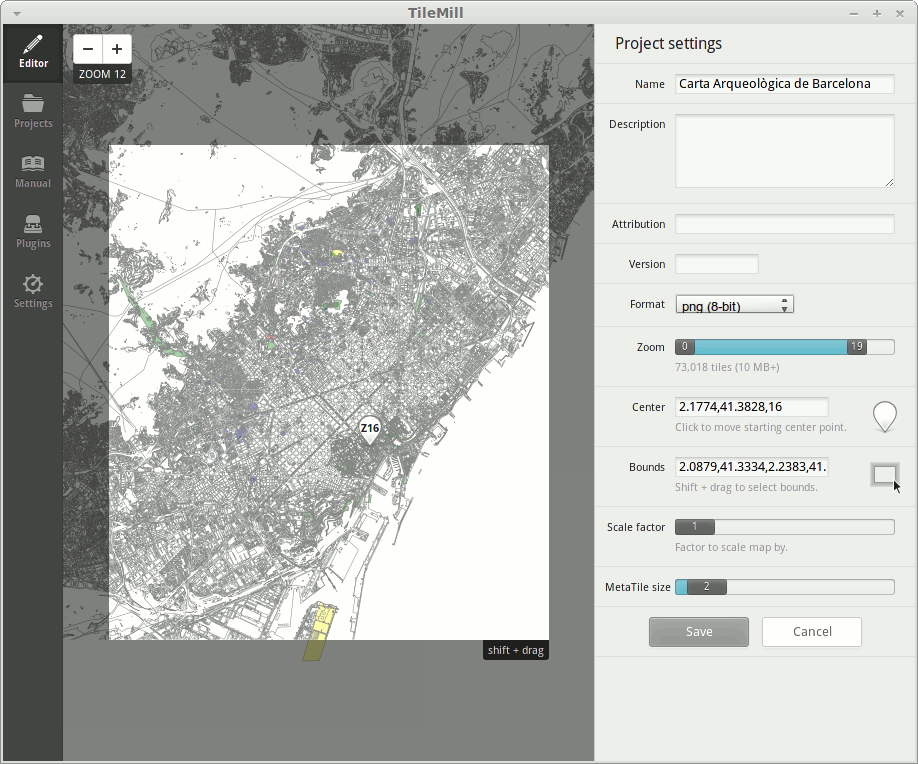 TileMill
Editor
Projects
Manual
Plugins
Settings
− +
ZOOM 12
Z16
shift + drag
Project settings
Name Carta Arqueològica de Barcelona
Description
Attribution
Version
Format png (8-bit)
Zoom 0 19
73,018 tiles (10 MB+)
Center 2.1774,41.3828,16
Click to move starting center point.
Bounds 2.0879,41.3334,2.2383,41.
Shift + drag to select bounds.
Scale factor 1
Factor to scale map by.
MetaTile size 2
Save Cancel